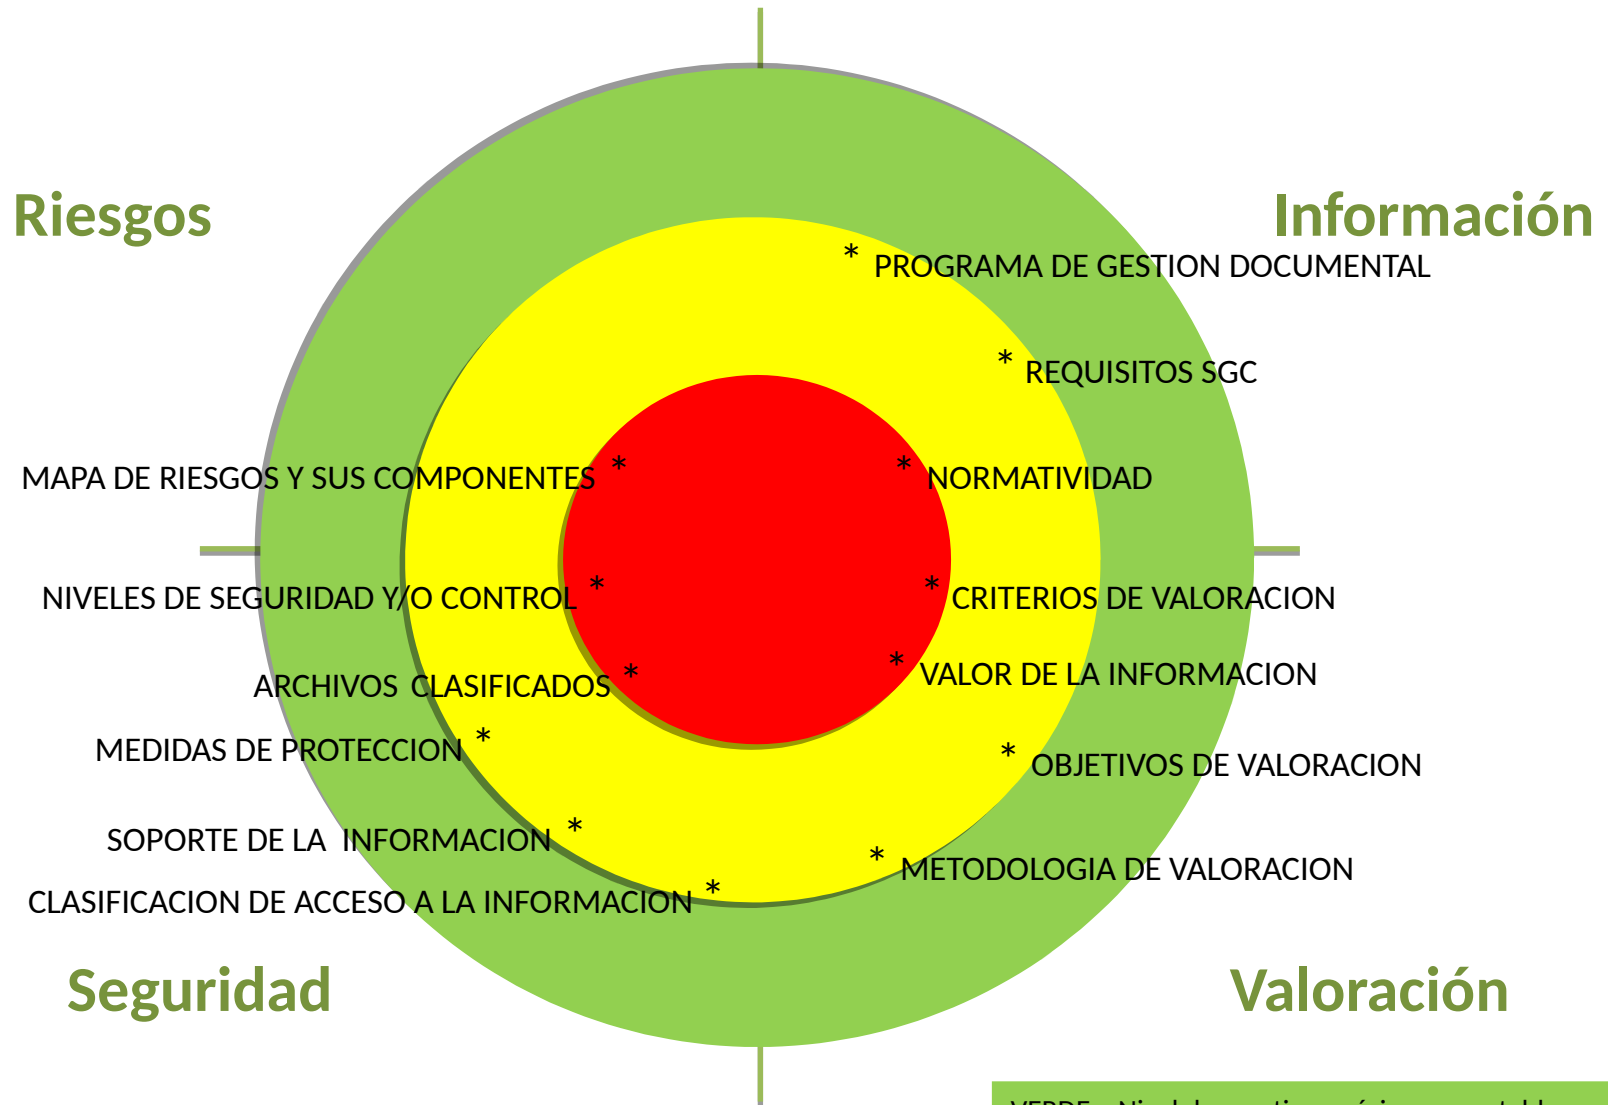 Riesgos
Información
* PROGRAMA DE GESTION DOCUMENTAL
* REQUISITOS SGC
MAPA DE RIESGOS Y SUS COMPONENTES *
* NORMATIVIDAD
NIVELES DE SEGURIDAD Y/O CONTROL *
* CRITERIOS DE VALORACION
ARCHIVOS CLASIFICADOS *
* VALOR DE LA INFORMACION
MEDIDAS DE PROTECCION *
* OBJETIVOS DE VALORACION
SOPORTE DE LA INFORMACION *
* METODOLOGIA DE VALORACION
CLASIFICACION DE ACCESO A LA INFORMACION *
Seguridad
Valoración